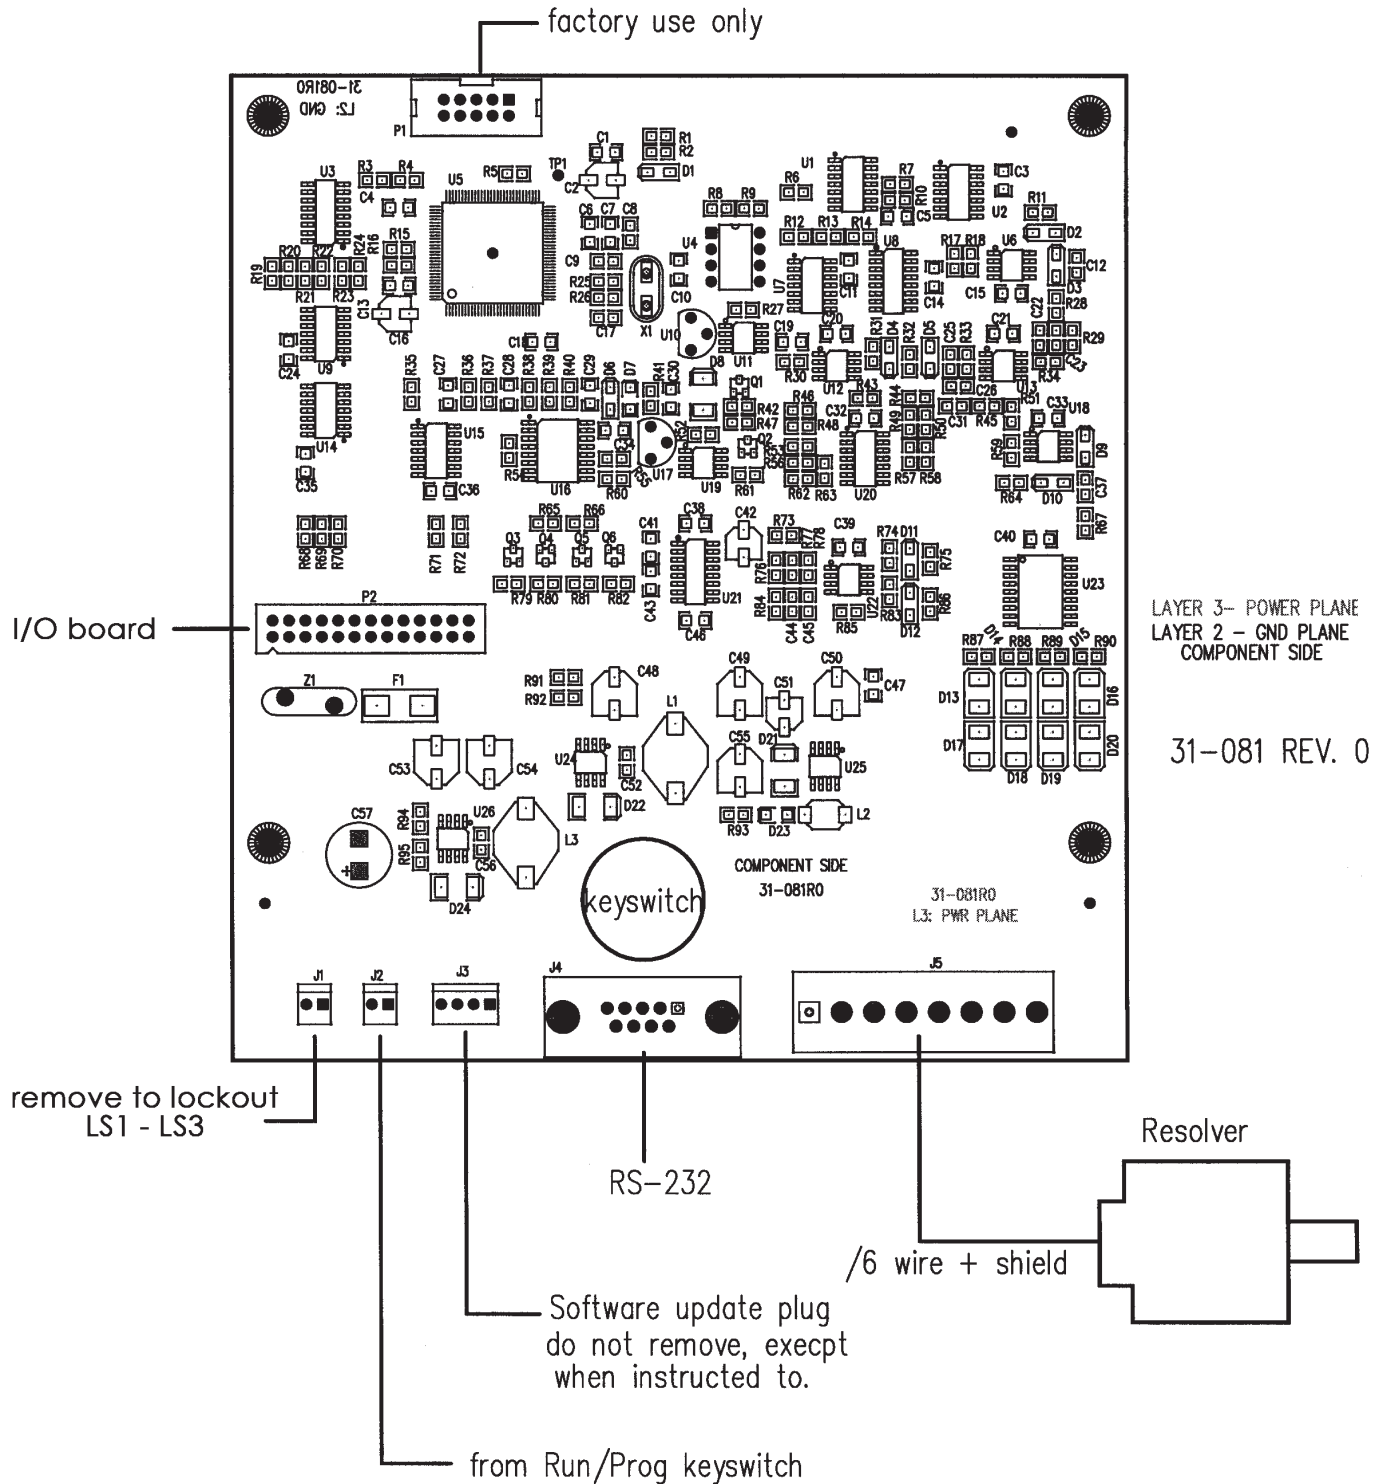 factory use only
31-081R0
L2: GND
P1
C1
R1
R2
D1
C2
TP1
R5
U5
U3
R3
R4
C4
U1
R6
R7
R10
C5
U2
C3
R11
D2
R8
R9
U4
R12
R13
R14
U8
R17
R18
U6
C12
D3
R28
C6
C7
C8
C9
R25
R26
C17
X1
C10
U7
C11
C14
C15
R19
R20
R22
R24
R21
R23
R16
R15
C13
C16
U9
C24
C18
U10
R27
U11
C19
C20
R30
U12
R31
D4
R32
D5
C25
R33
C21
C22
R29
C23
R34
U13
R35
C27
R36
R37
C28
R38
R39
R40
C29
D6
D7
R41
C30
D8
Q1
R42
R47
R46
R48
R43
C32
R44
R49
R50
C26
C31
R45
R51
C33
U18
U14
C35
U15
C36
R54
U16
C34
R55
R60
U17
R52
U19
Q2
R53
R56
R61
R62
R63
U20
R57
R58
R59
R64
D10
D9
C37
R67
R68
R69
R70
R71
R72
R65
R66
Q3
Q4
Q5
Q6
R79
R80
R81
R82
C41
C43
C38
U21
C46
C42
R73
R77
R78
R76
R84
C44
C45
C39
U22
R85
R74
D11
R75
R83
D12
R86
C40
U23
P2
I/O board
LAYER 3- POWER PLANE
LAYER 2 - GND PLANE
COMPONENT SIDE
31-081 REV. 0
R87
D14
R88
R89
D15
R90
D13
D16
D17
D18
D19
D20
Z1
F1
R91
R92
C48
L1
C49
C51
C50
C47
C53
C54
U24
C52
C55
D21
U25
D22
R93
D23
L2
C57
R94
R95
U26
C56
L3
D24
keyswitch
COMPONENT SIDE
31-081R0
31-081R0
L3: PWR PLANE
J1
J2
J3
J4
J5
remove to lockout
LS1 - LS3
RS-232
Resolver
/6 wire + shield
Software update plug
do not remove, execpt
when instructed to.
from Run/Prog keyswitch